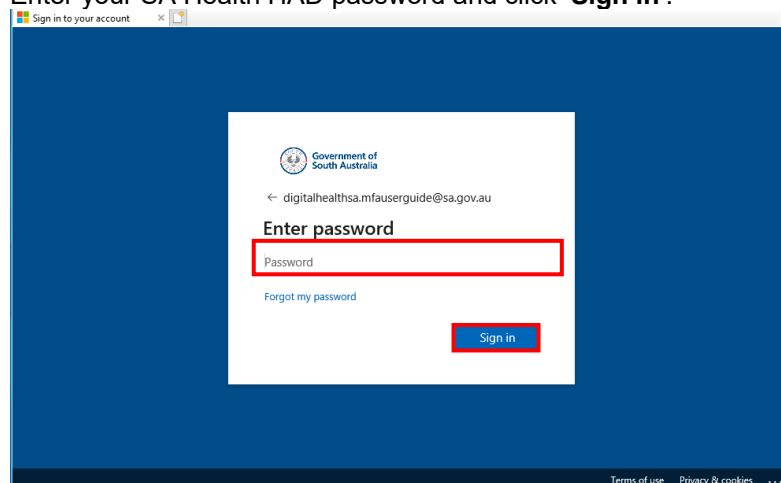 Enter your SA Health HAD password and click 'Sign in'.
Sign in to your account
Government of
South Australia
digitalhealthsa.mfauserguide@sa.gov.au
Enter password
Password
Forgot my password
Sign in
Terms of use Privacy & cookies ...